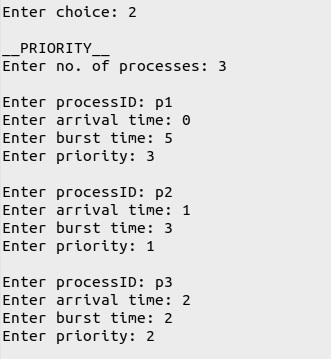 Enter choice: 2
__PRIORITY__
Enter no. of processes: 3
Enter processID: p1
Enter arrival time: 0
Enter burst time: 5
Enter priority: 3
Enter processID: p2
Enter arrival time: 1
Enter burst time: 3
Enter priority: 1
Enter processID: p3
Enter arrival time: 2
Enter burst time: 2
Enter priority: 2